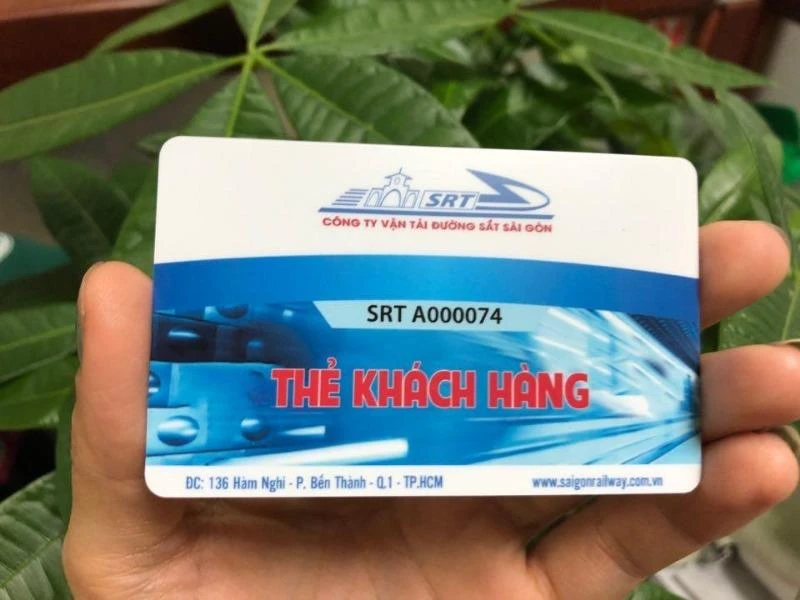 SRT
CÔNG TY VẬN TẢI ĐƯỜNG SẮT SÀI GÒN
SRT A000074
THẺ KHÁCH HÀNG
ĐC: 136 Hàm Nghi - P. Bến Thành - Q.1 - TP.HCM
www.saigonrailway.com.vn